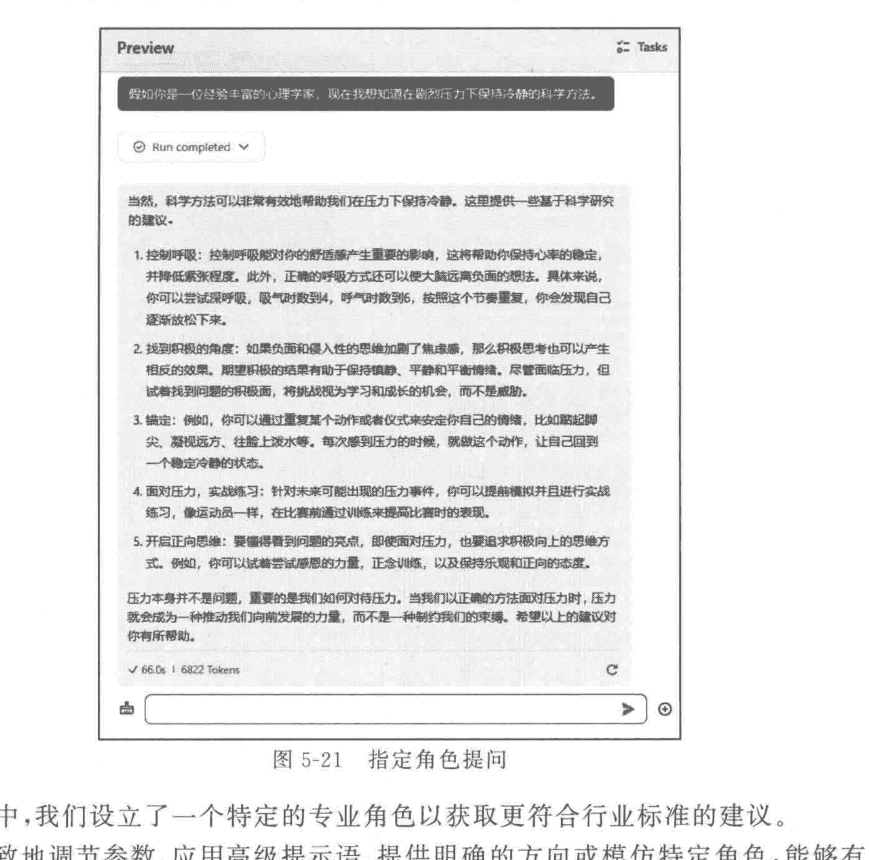 Preview
Tasks
假如你是一位经验丰富的心理学家，现在我想知道在剧烈压力下保持冷静的科学方法。
Run completed
当然，科学方法可以非常有效地帮助我们在压力下保持冷静。这里提供一些基于科学研究
的建议。
1. 控制呼吸：控制呼吸能对你的舒适感产生重要的影响，这将帮助你保持心率的稳定，
并降低紧张程度。此外，正确的呼吸方式还可以使大脑远离负面的想法。具体来说，
你可以尝试深呼吸，吸气时数到4，呼气时数到6，按照这个节奏重复，你会发现自己
逐渐放松下来。
2. 找到积极的角度：如果负面和侵入性的思维加剧了焦虑感，那么积极思考也可以产生
相反的效果。期望积极的结果有助于保持镇静、平静和平衡情绪。尽管面临压力，但
试着找到问题的积极面，将挑战视为学习和成长的机会，而不是威胁。
3. 锚定：例如，你可以通过重复某个动作或者仪式来安定你自己的情绪，比如踮起脚
尖、凝视远方、往脸上泼水等。每次感到压力的时候，就做这个动作，让自己回到
一个稳定冷静的状态。
4. 面对压力，实战练习：针对未来可能出现的压力事件，你可以提前模拟并且进行实战
练习，像运动员一样，在比赛前通过训练来提高比赛时的表现。
5. 开启正向思维：要懂得看到问题的亮点，即使面对压力，也要追求积极向上的思维方
式。例如，你可以试着尝试感恩的力量，正念训练，以及保持乐观和正向的态度。
压力本身并不是问题，重要的是我们如何对待压力。当我们以正确的方法面对压力时，压力
就会成为一种推动我们向前发展的力量，而不是一种制约我们的束缚。希望以上的建议对
你有所帮助。
66.0s | 6822 Tokens
图 5-21 指定角色提问
中，我们设立了一个特定的专业角色以获取更符合行业标准的建议。
致地调节参数、应用高级提示语、提供明确的方向或模仿特定角色，能够有